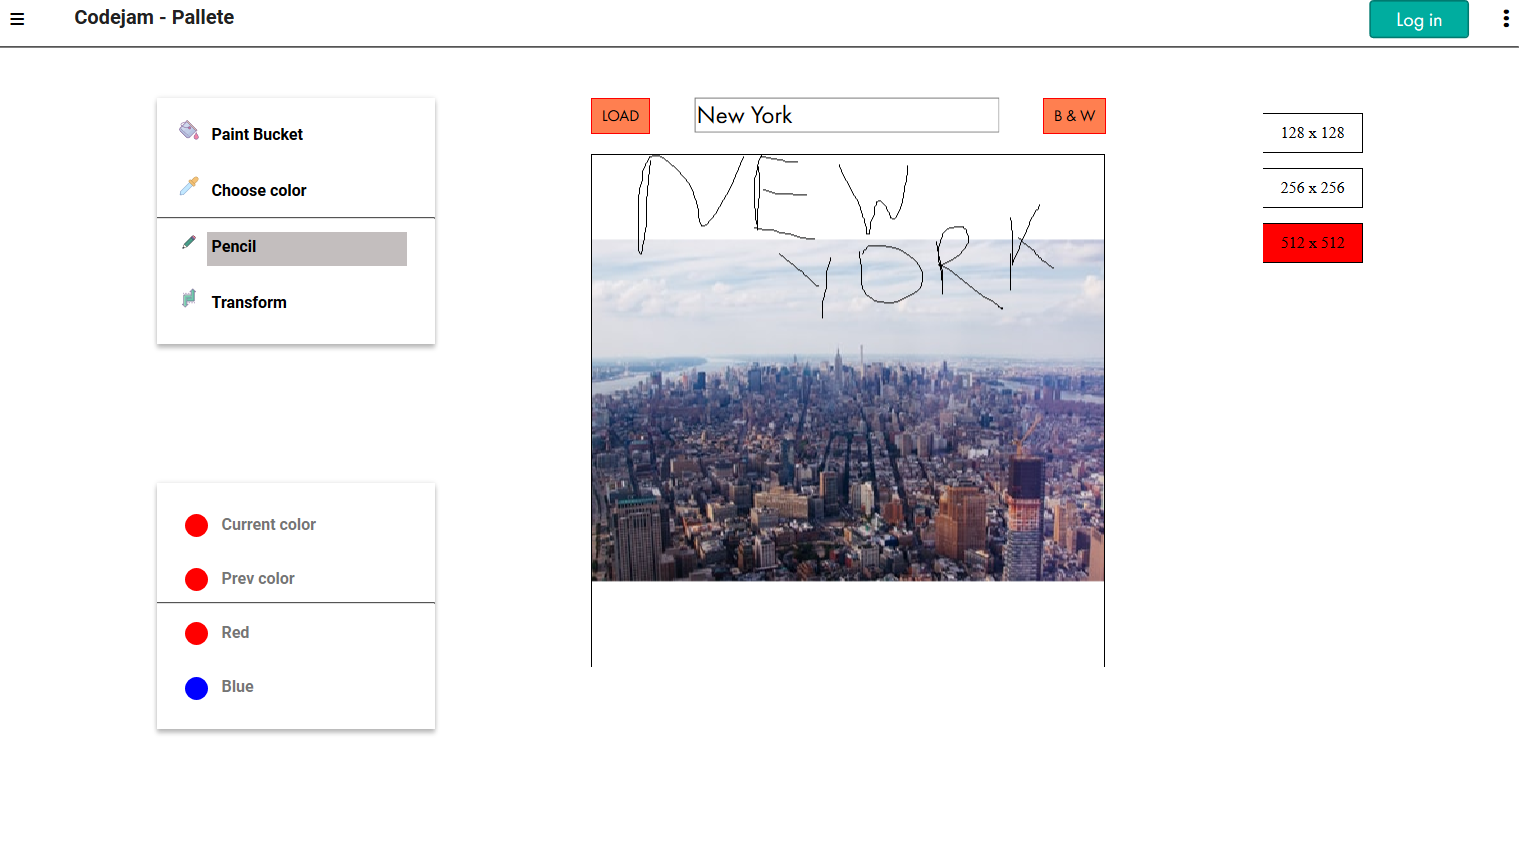 Codejam - Pallete
Log in
Paint Bucket
Choose color
Pencil
Transform
Current color
Prev color
Red
Blue
LOAD
New York
B & W
NEW
YORK
128 x 128
256 x 256
512 x 512